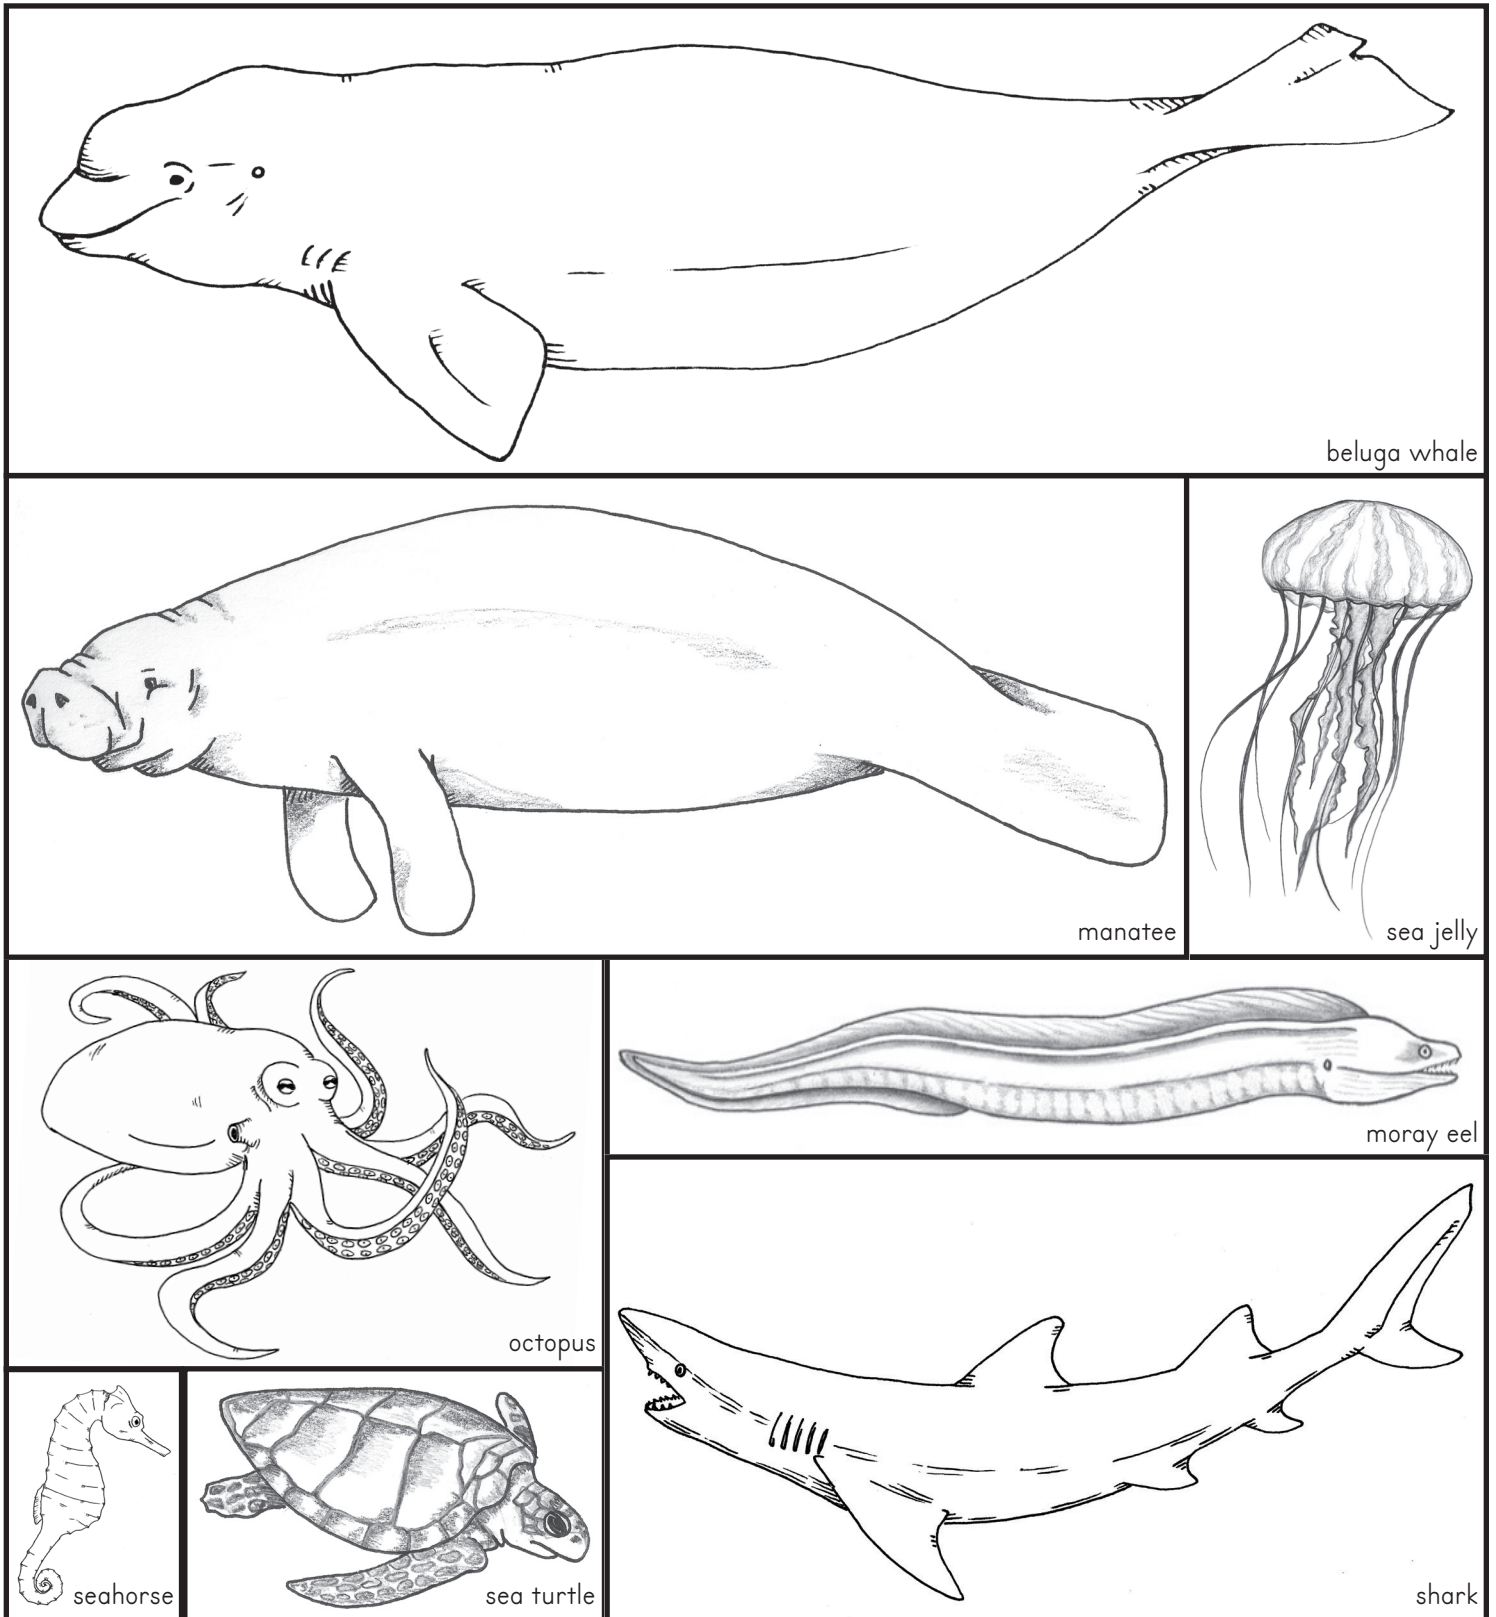 beluga whale
manatee
sea jelly
octopus
moray eel
seahorse
sea turtle
shark